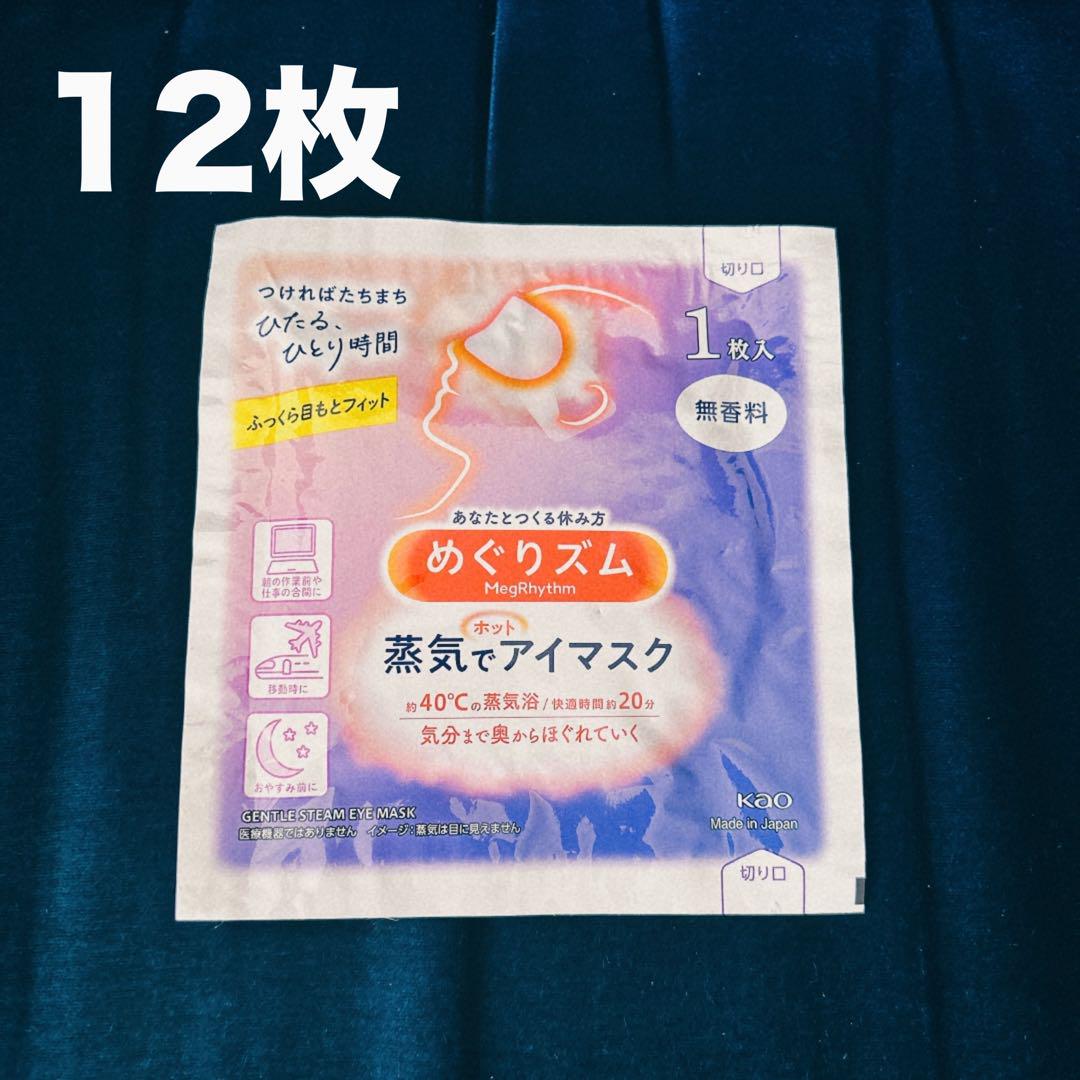 12枚
切り口
つければたちまち
ひたる、
ひとり時間
1枚入
ふっくら目もとフィット
無香料
あなたとつくる休み方
めぐりズム
MegRhythm
朝の作業前や
仕事の合間に
ホット
蒸気でアイマスク
移動時に
約40℃の蒸気浴/快適時間約20分
気分まで奥からほぐれていく
おやすみ前に
Kao
GENTLE STEAM EYE MASK
Made in Japan
医療機器ではありません イメージ:蒸気は目に見えません
切り口